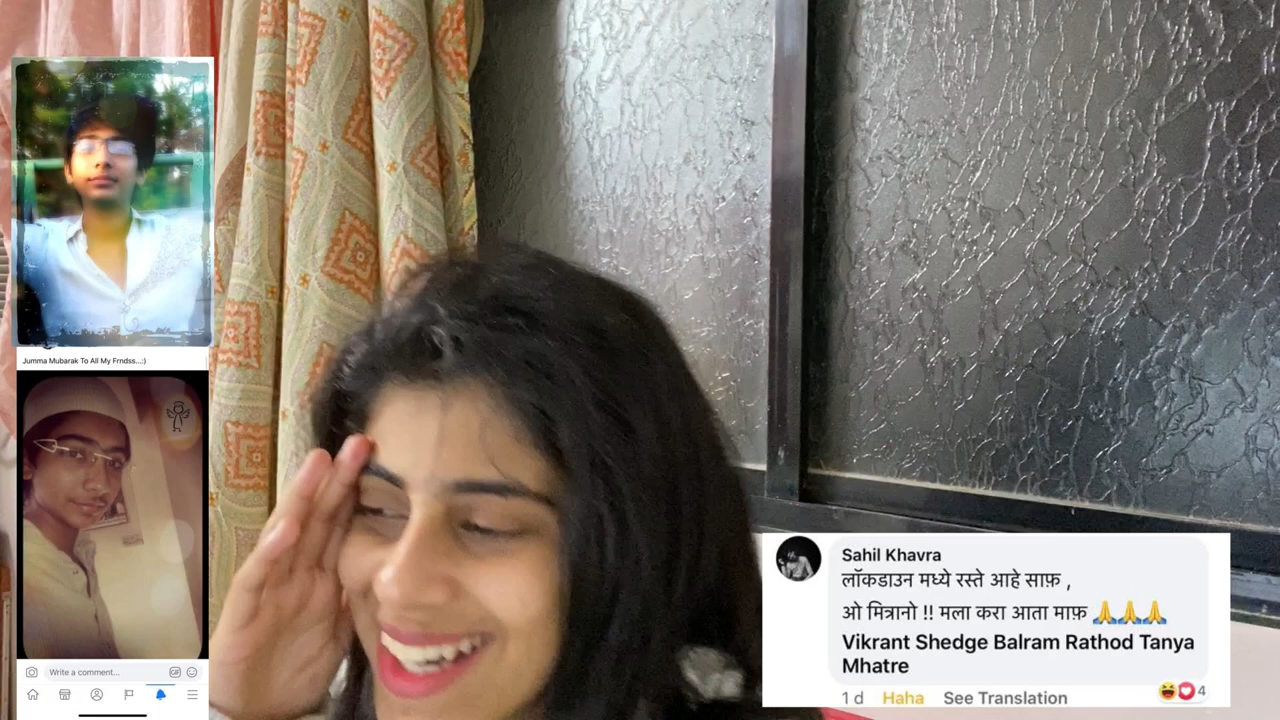 Jumma Mubarak To All My Frndss...:)
Write a comment...
GIF
Sahil Khavra
लॉकडाउन मध्ये रस्ते आहे साफ़ ,
ओ मित्रानो !! मला करा आता माफ़ 🙏🙏🙏
Vikrant Shedge Balram Rathod Tanya
Mhatre
1 d Haha See Translation 4